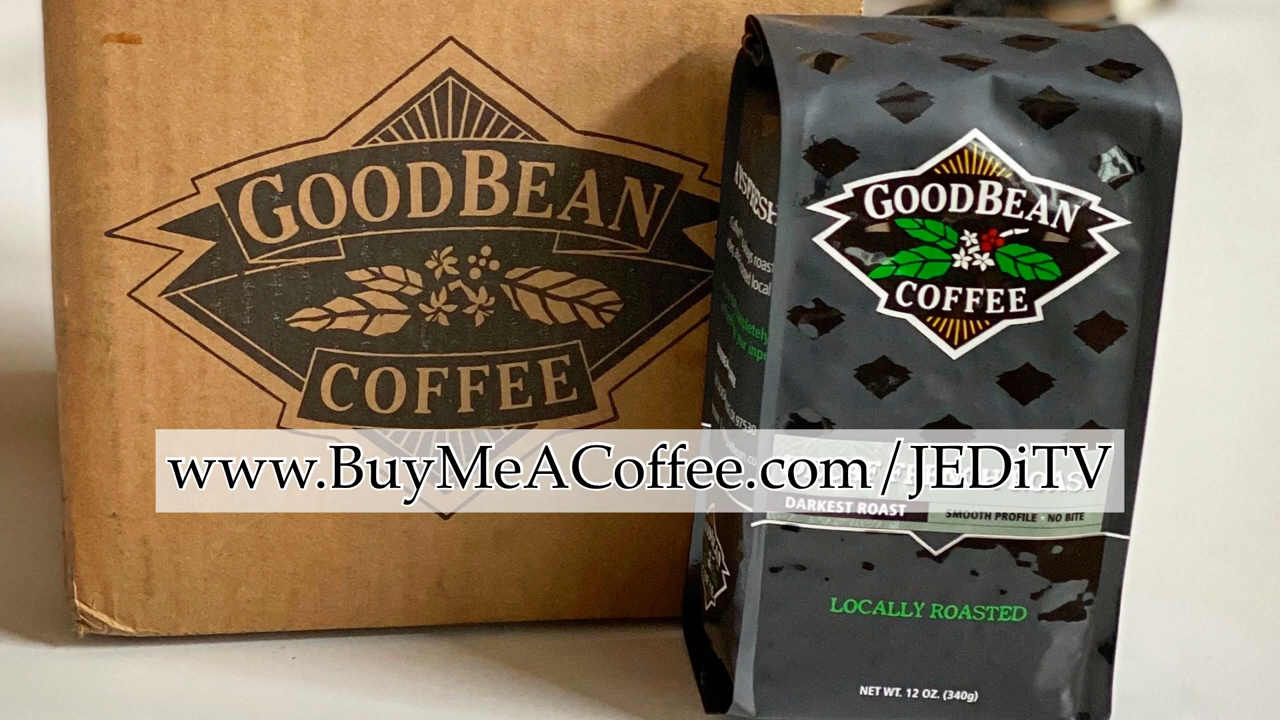 GOODBEAN
COFFEE
GOODBEAN
COFFEE
97530
www.BuyMeACoffee.com/JEDiTV
DARKEST ROAST
SMOOTH PROFILE • NO BITE
LOCALLY ROASTED
NET WT. 12 OZ. (340g)